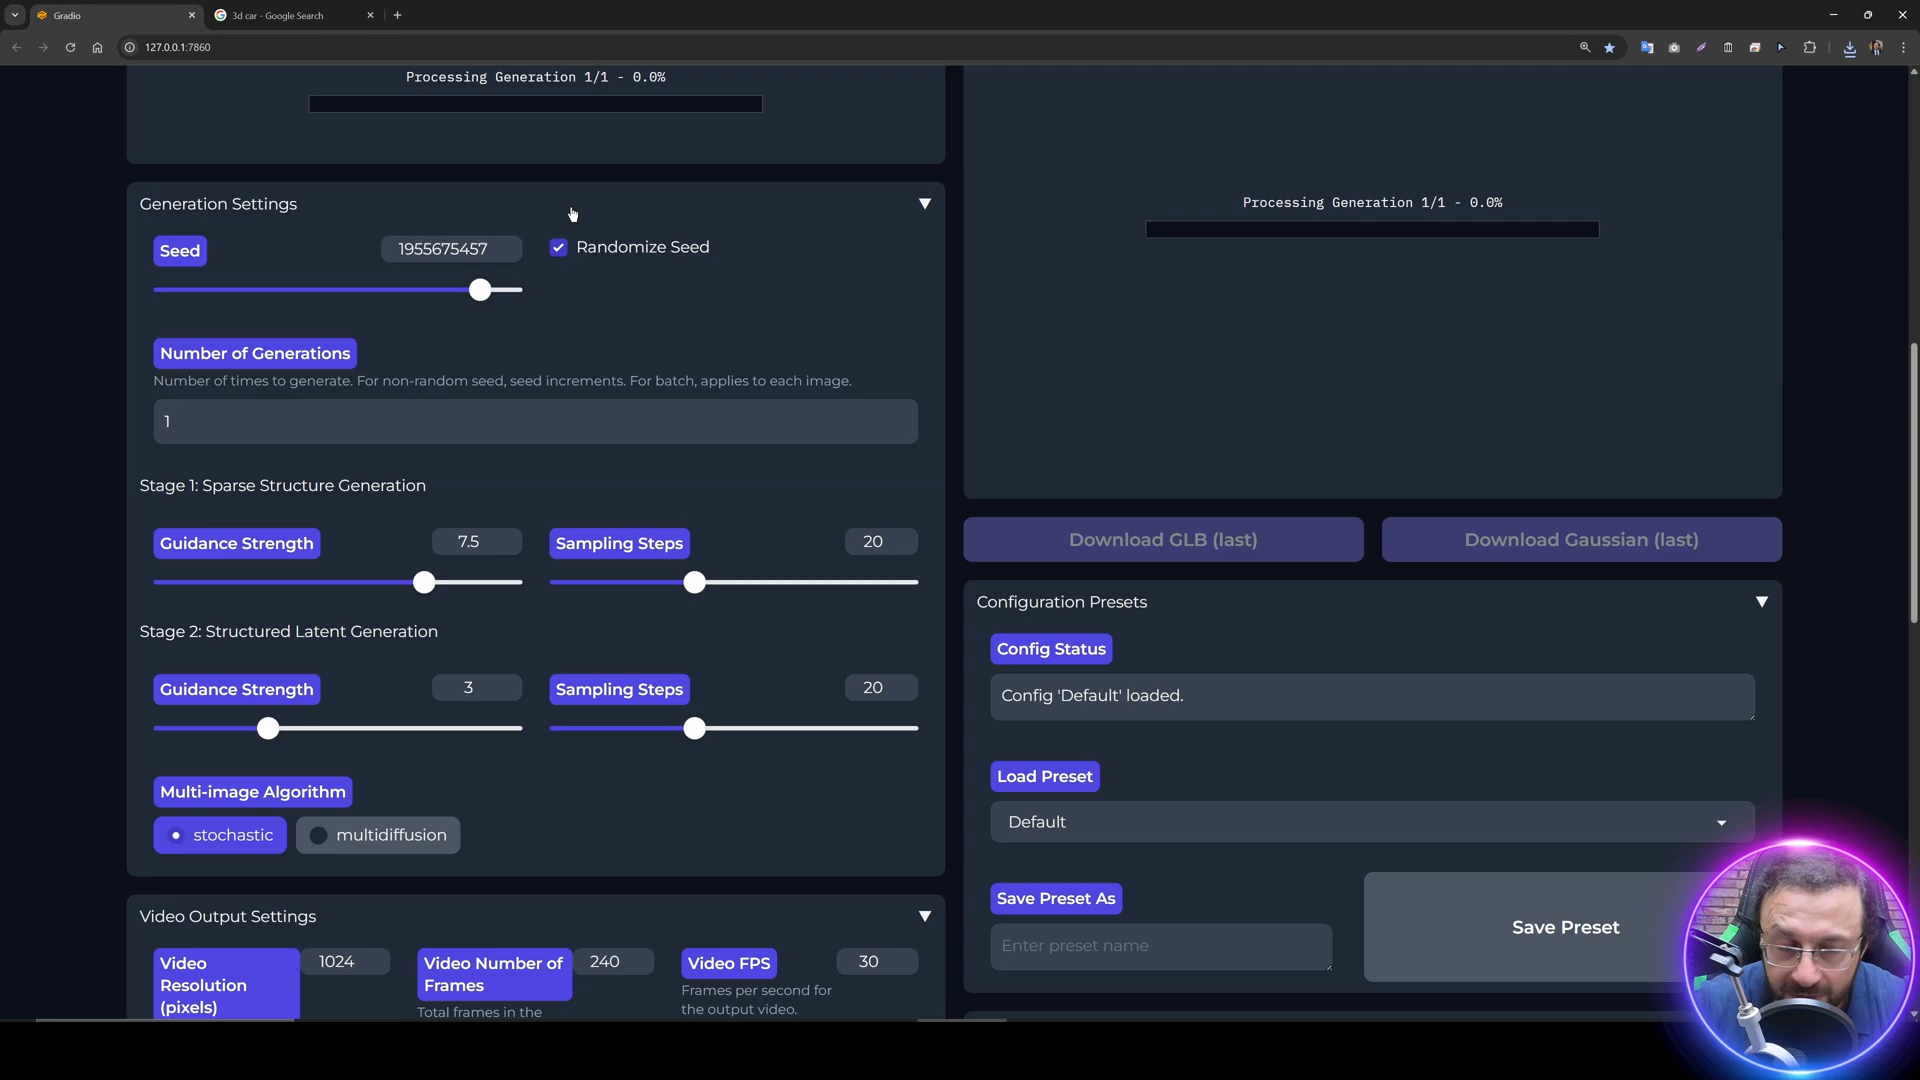 Gradio
3d car - Google Search
127.0.0.1:7860
Processing Generation 1/1 - 0.0%
Generation Settings
Seed
1955675457
Randomize Seed
Number of Generations
Number of times to generate. For non-random seed, seed increments. For batch, applies to each image.
1
Stage 1: Sparse Structure Generation
Guidance Strength
7.5
Sampling Steps
20
Stage 2: Structured Latent Generation
Guidance Strength
3
Sampling Steps
20
Multi-image Algorithm
stochastic
multidiffusion
Video Output Settings
Video
Resolution
(pixels)
1024
Video Number of
Frames
240
Total frames in the
Video FPS
30
Frames per second for
the output video.
Processing Generation 1/1 - 0.0%
Download GLB (last)
Download Gaussian (last)
Configuration Presets
Config Status
Config 'Default' loaded.
Load Preset
Default
Save Preset As
Enter preset name
Save Preset